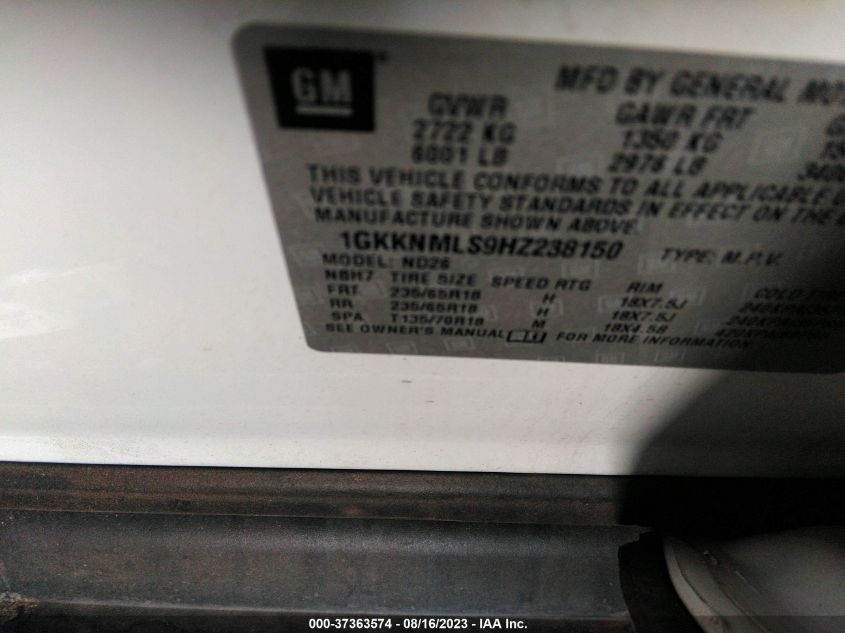 GM
MFD BY GENERAL MO
GVWR GAWR FRT
2722 KG 1350 KG
6001 LB 2976 LB
THIS VEHICLE CONFORMS TO ALL APPLICABLE
VEHICLE SAFETY STANDARDS IN EFFECT ON THE
MANUFACTURE SHOWN ABOVE.
1GKKNMLS9HZ238150 TYPE: M.P.V.
MODEL: ND26
NBH7 TIRE SIZE SPEED RTG RIM COLD
FRT 235/65R18 H 18X7.5J
RR 235/65R18 H 18X7.5J
SPA T135/70R18 M 18X4.5B
SEE OWNER'S MANUAL FOR MORE INFORMATION
000-37363574 - 08/16/2023 - IAA Inc.